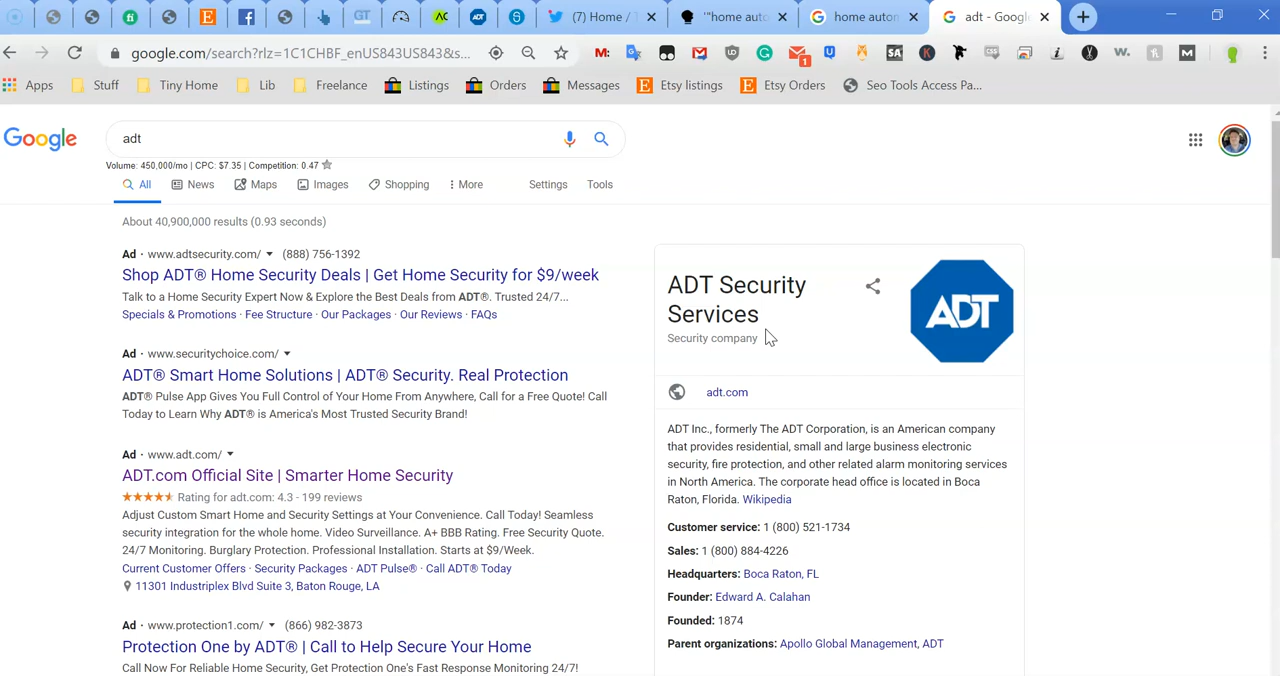 (7) Home / T
"home auto
home autom
adt - Google
google.com/search?rlz=1C1CHBF_enUS843US843&s...
Apps
Stuff
Tiny Home
Lib
Freelance
Listings
Orders
Messages
Etsy listings
Etsy Orders
Seo Tools Access Pa...
Google
adt
Volume: 450,000/mo | CPC: $7.35 | Competition: 0.47
All
News
Maps
Images
Shopping
More
Settings
Tools
About 40,900,000 results (0.93 seconds)
Ad · www.adtsecurity.com/ (888) 756-1392
Shop ADT® Home Security Deals | Get Home Security for $9/week
Talk to a Home Security Expert Now & Explore the Best Deals from ADT®. Trusted 24/7...
Specials & Promotions · Fee Structure · Our Packages · Our Reviews · FAQs
Ad · www.securitychoice.com/
ADT® Smart Home Solutions | ADT® Security. Real Protection
ADT® Pulse App Gives You Full Control of Your Home From Anywhere, Call for a Free Quote! Call
Today to Learn Why ADT® is America's Most Trusted Security Brand!
Ad · www.adt.com/
ADT.com Official Site | Smarter Home Security
Rating for adt.com: 4.3 - 199 reviews
Adjust Custom Smart Home and Security Settings at Your Convenience. Call Today! Seamless
security integration for the whole home. Video Surveillance. A+ BBB Rating. Free Security Quote.
24/7 Monitoring. Burglary Protection. Professional Installation. Starts at $9/Week.
Current Customer Offers · Security Packages · ADT Pulse® · Call ADT® Today
11301 Industriplex Blvd Suite 3, Baton Rouge, LA
Ad · www.protection1.com/ (866) 982-3873
Protection One by ADT® | Call to Help Secure Your Home
Call Now For Reliable Home Security, Get Protection One's Fast Response Monitoring 24/7!
ADT Security
Services
Security company
ADT
adt.com
ADT Inc., formerly The ADT Corporation, is an American company
that provides residential, small and large business electronic
security, fire protection, and other related alarm monitoring services
in North America. The corporate head office is located in Boca
Raton, Florida. Wikipedia
Customer service: 1 (800) 521-1734
Sales: 1 (800) 884-4226
Headquarters: Boca Raton, FL
Founder: Edward A. Calahan
Founded: 1874
Parent organizations: Apollo Global Management, ADT